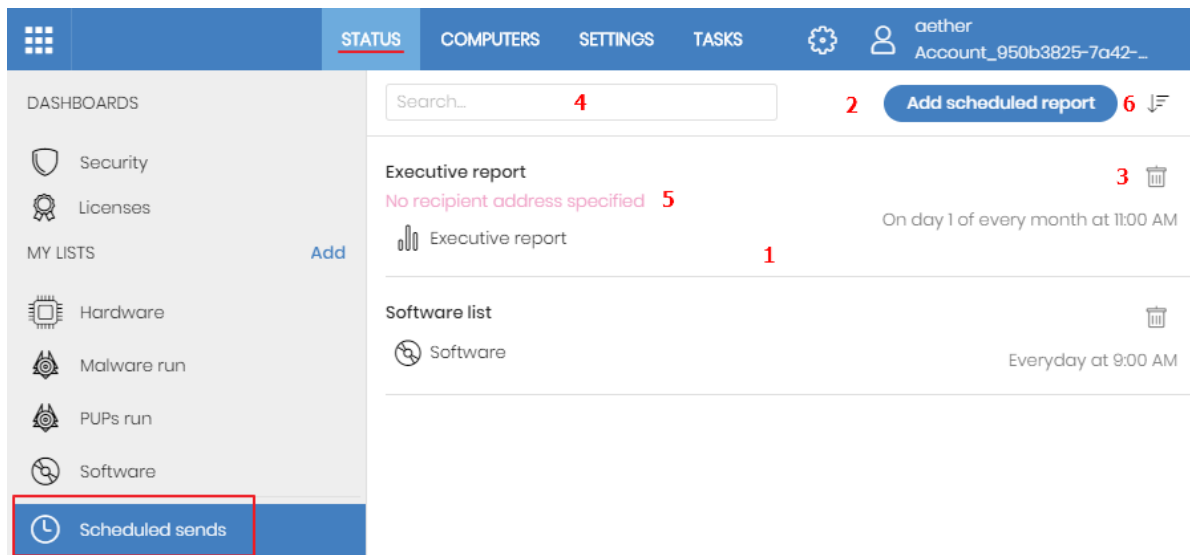 STATUS COMPUTERS SETTINGS TASKS
aether
Account_950b3825-7a42-...
DASHBOARDS
Security
Licenses
MY LISTS Add
Hardware
Malware run
PUPs run
Software
Scheduled sends
Search... 4 2 Add scheduled report 6
Executive report 3
No recipient address specified 5
On day 1 of every month at 11:00 AM
Executive report
1
Software list
Software
Everyday at 9:00 AM